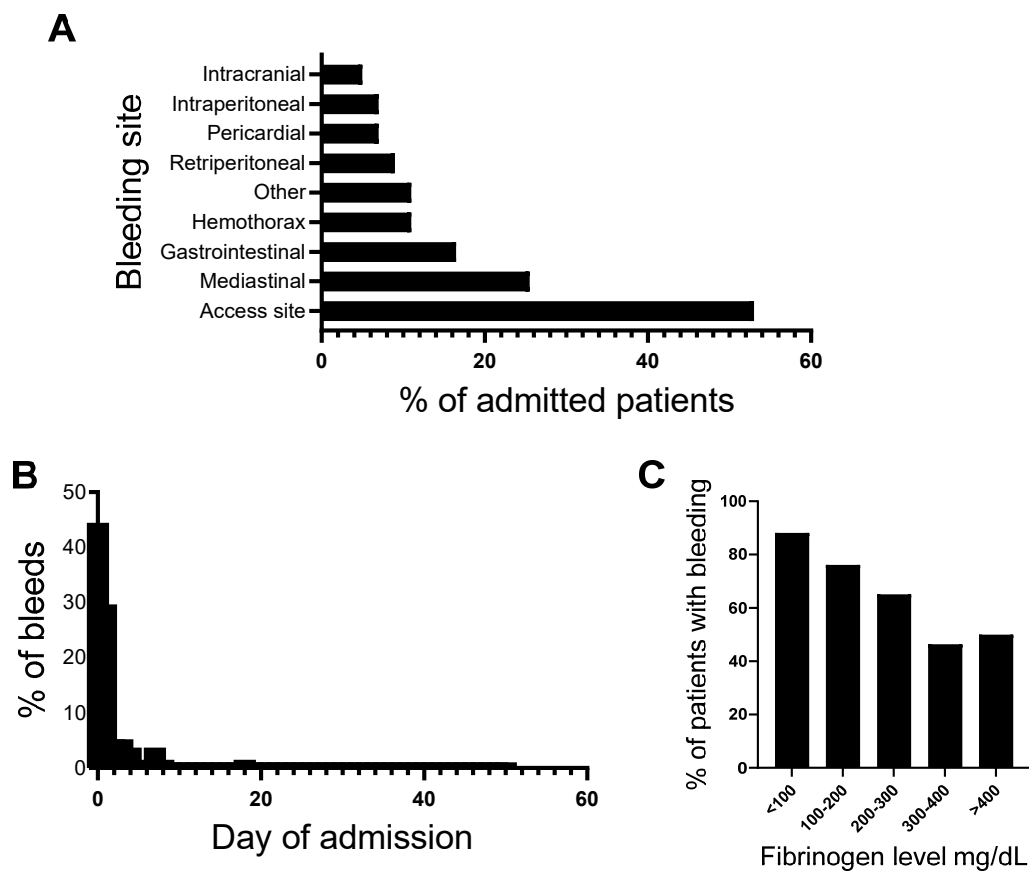 A
Bleeding site
Intracranial
Intraperitoneal
Pericardial
Retriperitoneal
Other
Hemothorax
Gastrointestinal
Mediastinal
Access site
0 20 40 60
% of admitted patients
B
% of bleeds
50
40
30
20
10
0
0 20 40 60
Day of admission
C
% of patients with bleeding
100
80
60
40
20
0
<100 100-200 200-300 300-400 >400
Fibrinogen level mg/dL